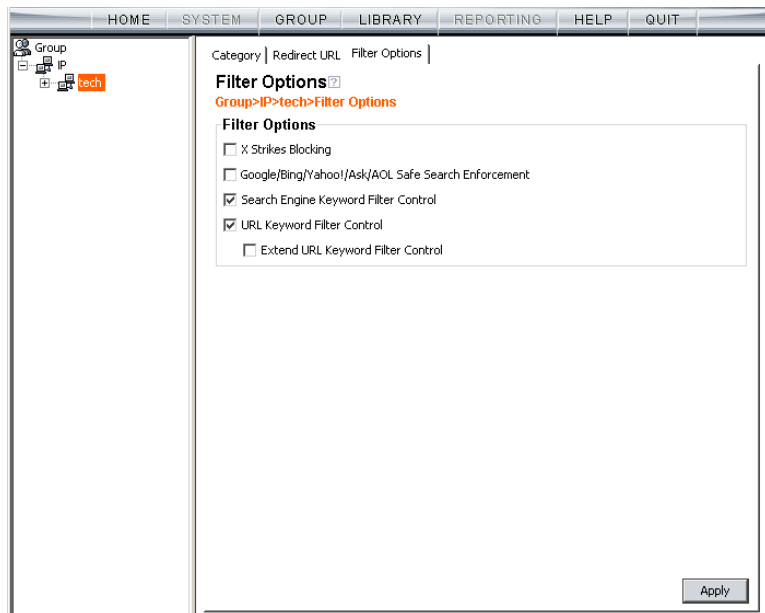 HOME SYSTEM GROUP LIBRARY REPORTING HELP QUIT
Group
IP
tech
Category Redirect URL Filter Options
Filter Options?
Group>IP>tech>Filter Options
Filter Options
X Strikes Blocking
Google/Bing/Yahoo!/Ask/AOL Safe Search Enforcement
Search Engine Keyword Filter Control
URL Keyword Filter Control
Extend URL Keyword Filter Control
Apply